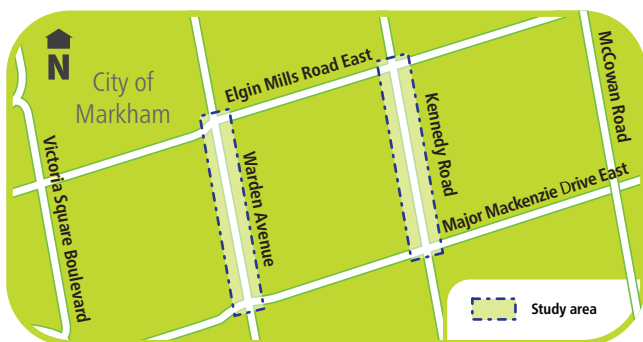 N
City of
Markham
Elgin Mills Road East
McCowan Road
Kennedy Road
Victoria Square Boulevard
Warden Avenue
Major Mackenzie Drive East
Study area